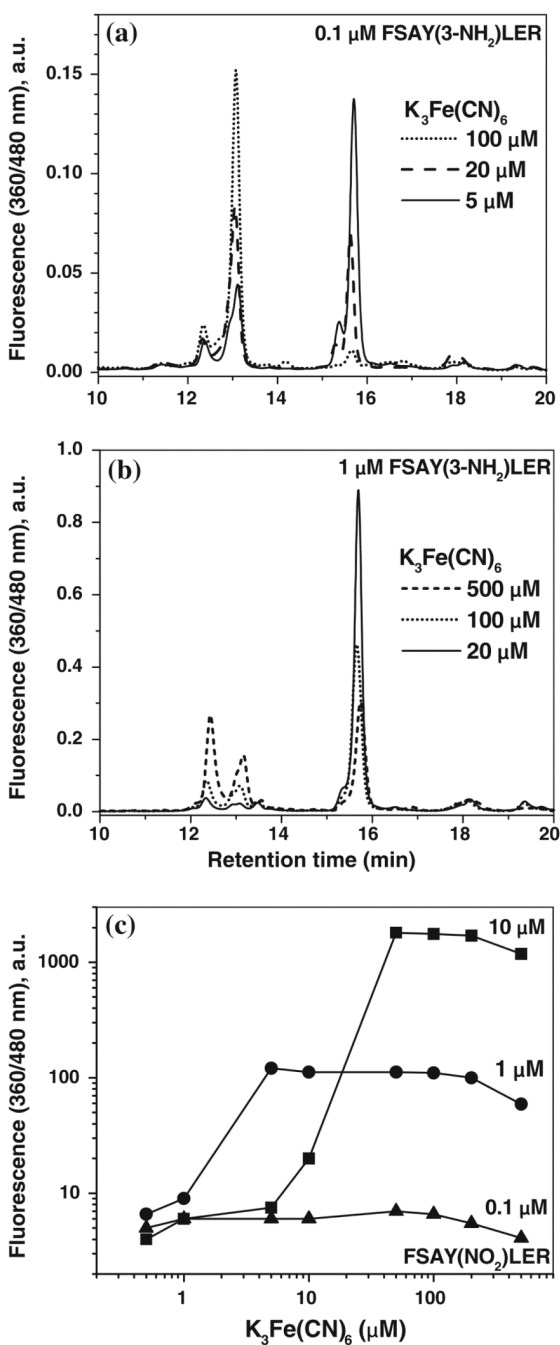 (a)
0.1 µM FSAY(3-NH₂)LER
K₃Fe(CN)₆
100 µM
20 µM
5 µM
Fluorescence (360/480 nm), a.u.
0.15
0.10
0.05
0.00
10 12 14 16 18 20
(b)
1 µM FSAY(3-NH₂)LER
K₃Fe(CN)₆
500 µM
100 µM
20 µM
Fluorescence (360/480 nm), a.u.
1.0
0.8
0.6
0.4
0.2
0.0
10 12 14 16 18 20
Retention time (min)
(c)
10 µM
1 µM
0.1 µM
FSAY(NO₂)LER
Fluorescence (360/480 nm), a.u.
1000
100
10
1 10 100
K₃Fe(CN)₆ (µM)